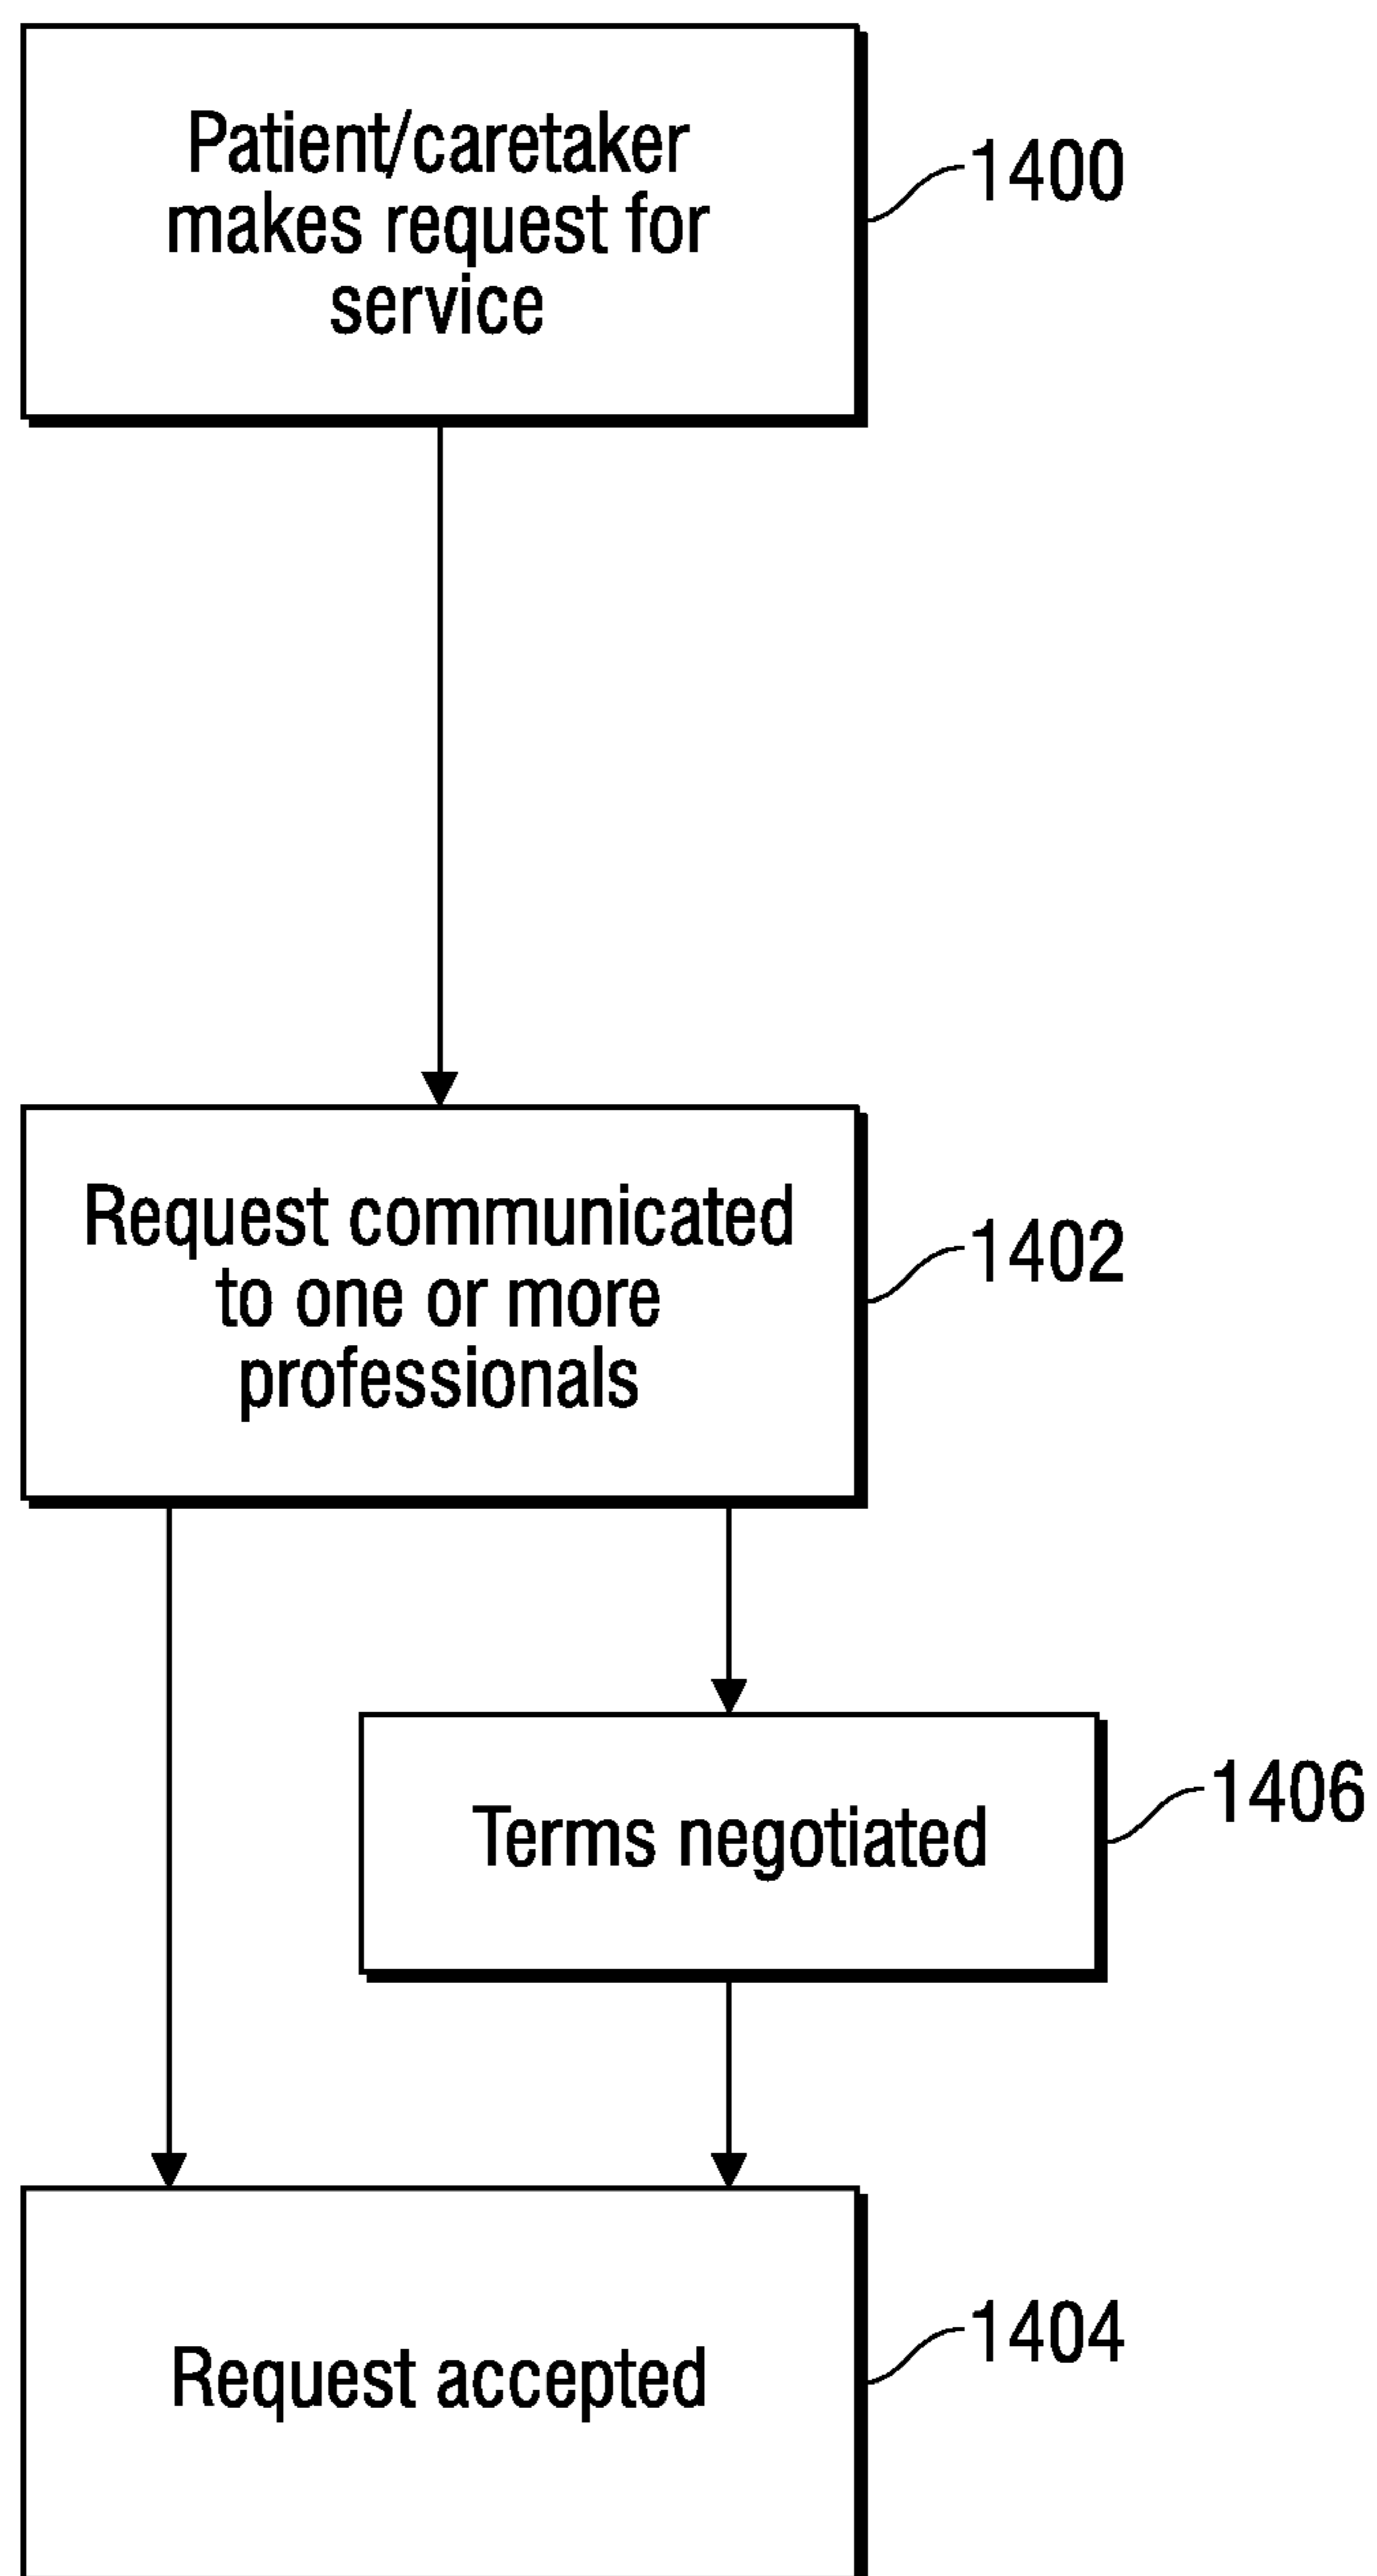 Patient/caretaker
makes request for
service
1400
Request communicated
to one or more
professionals
1402
Terms negotiated
1406
Request accepted
1404